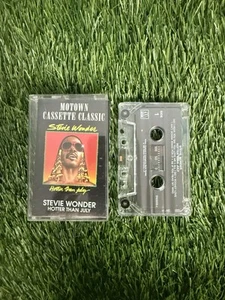 MOTOWN
CASSETTE CLASSIC
Stevie Wonder
Hotter than July
STEVIE WONDER
HOTTER THAN JULY